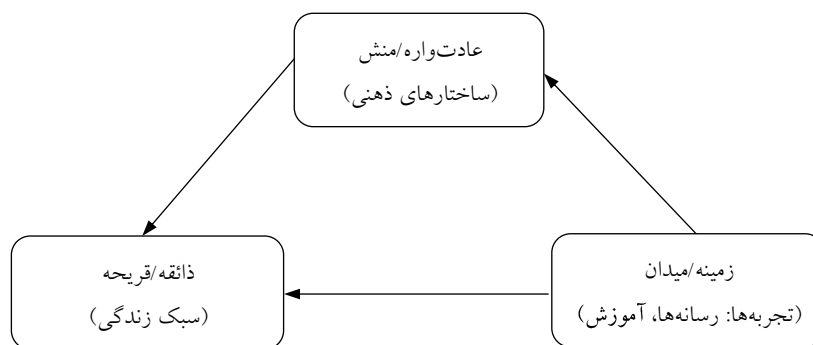 عادت‌واره/منش
(ساختارهای ذهنی)
زمینه/میدان
(تجربه‌ها: رسانه‌ها، آموزش)
ذائقه/قریحه
(سبک زندگی)